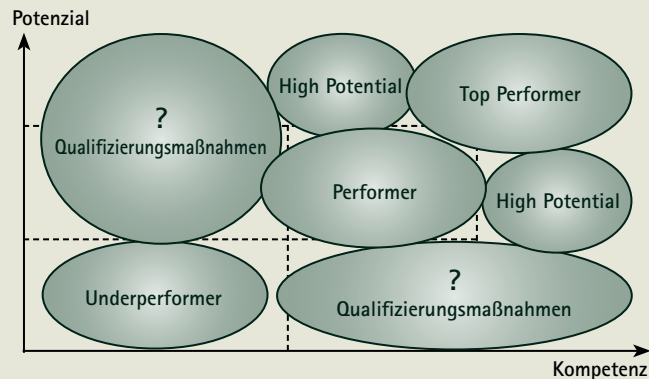 Potenzial
High Potential
Top Performer
?
Qualifizierungsmaßnahmen
Performer
High Potential
Underperformer
?
Qualifizierungsmaßnahmen
Kompetenz